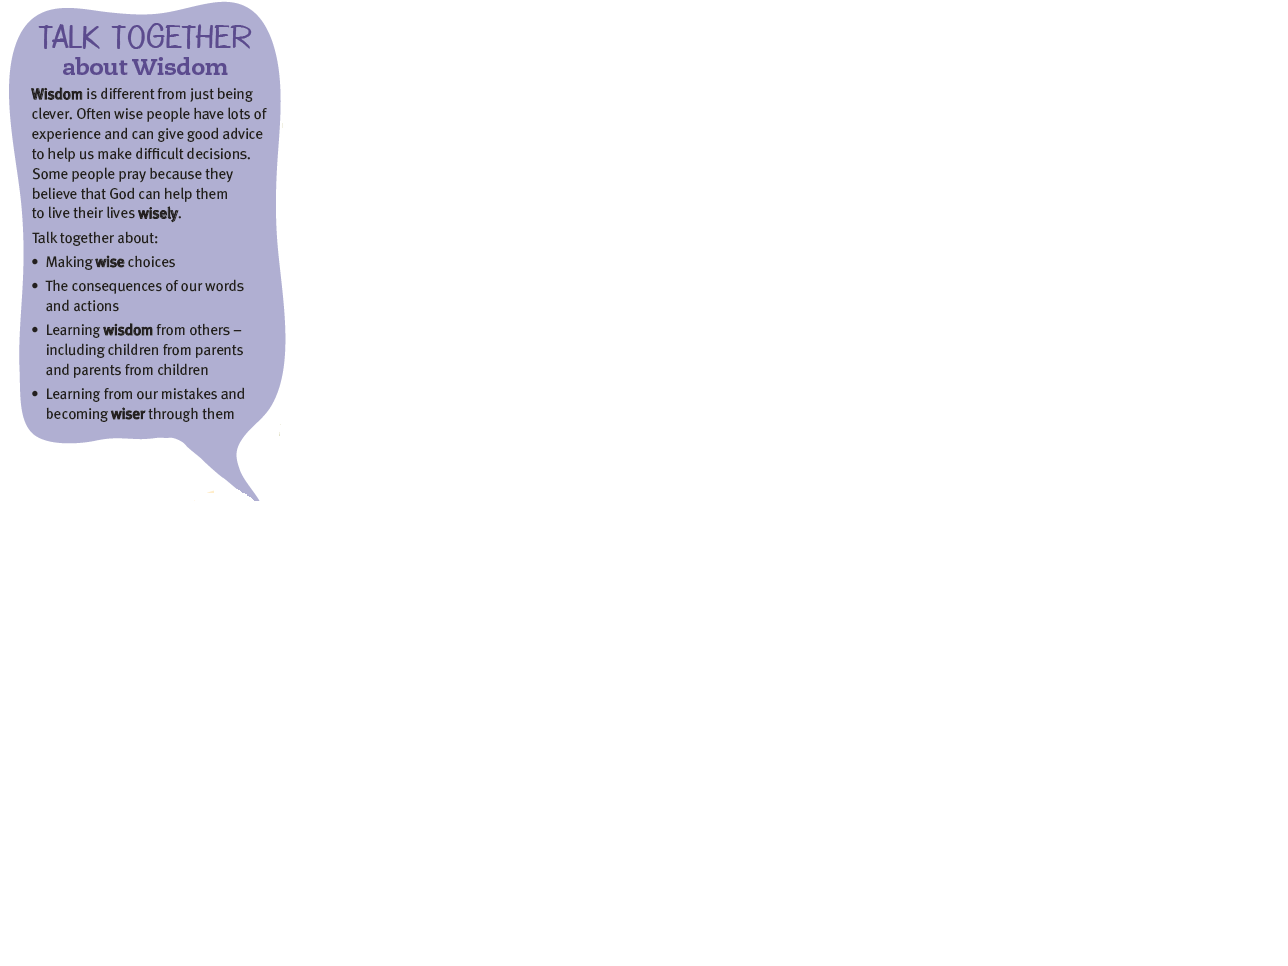 TALK TOGETHER
about Wisdom
Wisdom is different from just being
clever. Often wise people have lots of
experience and can give good advice
to help us make difficult decisions.
Some people pray because they
believe that God can help them
to live their lives wisely.
Talk together about:
• Making wise choices
• The consequences of our words
and actions
• Learning wisdom from others –
including children from parents
and parents from children
• Learning from our mistakes and
becoming wiser through them